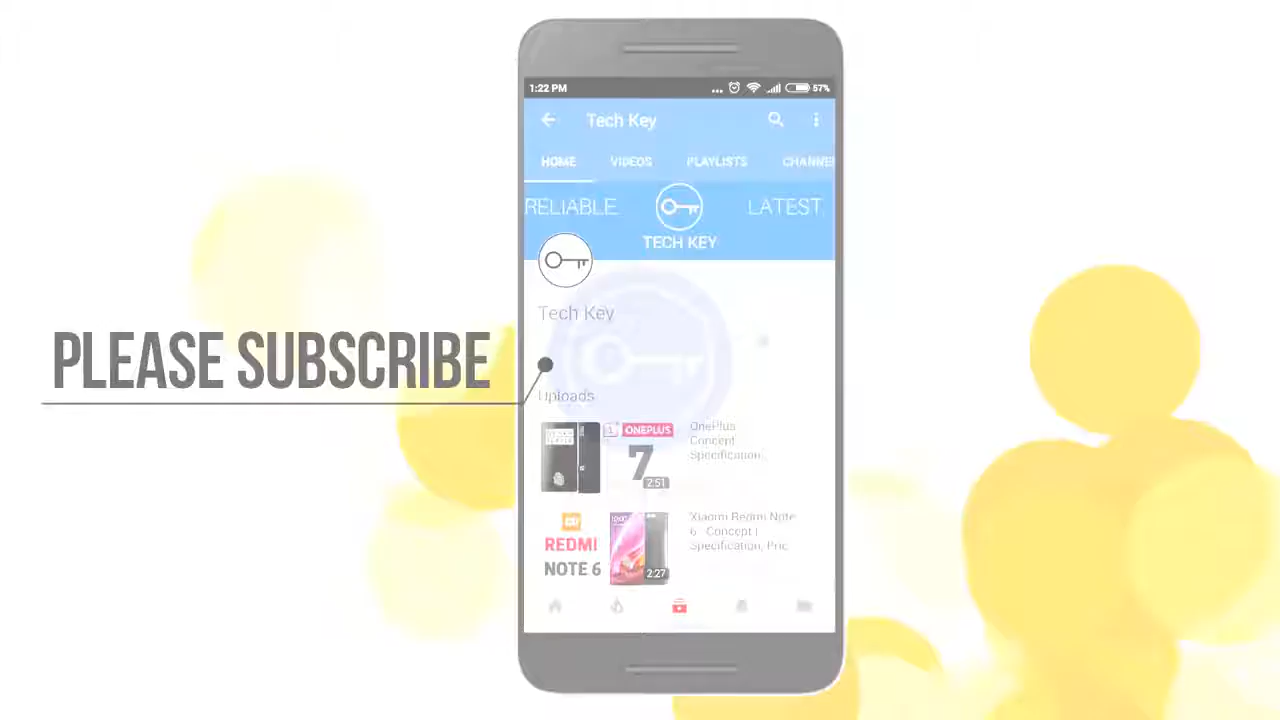 1:22 PM
57%
Tech Key
HOME VIDEOS PLAYLISTS CHANNE
RELIABLE
LATEST
TECH KEY
Tech Key
PLEASE SUBSCRIBE
Uploads
ONEPLUS
7
2:51
OnePlus
Concept
Specification,
REDMI
NOTE 6
2:27
Xiaomi Redmi Note
6 - Concept |
Specification, Pric